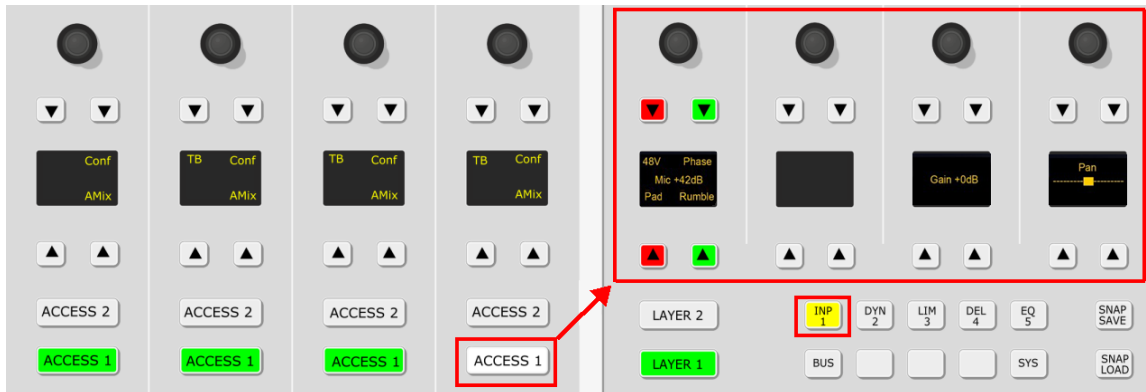 Conf
AMix
TB Conf
AMix
TB Conf
AMix
TB Conf
AMix
48V Phase
Mic +42dB
Pad Rumble
Gain +0dB
Pan
ACCESS 2
ACCESS 2
ACCESS 2
ACCESS 2
LAYER 2
INP
1
DYN
2
LIM
3
DEL
4
EQ
5
SNAP
SAVE
ACCESS 1
ACCESS 1
ACCESS 1
ACCESS 1
LAYER 1
BUS
SYS
SNAP
LOAD